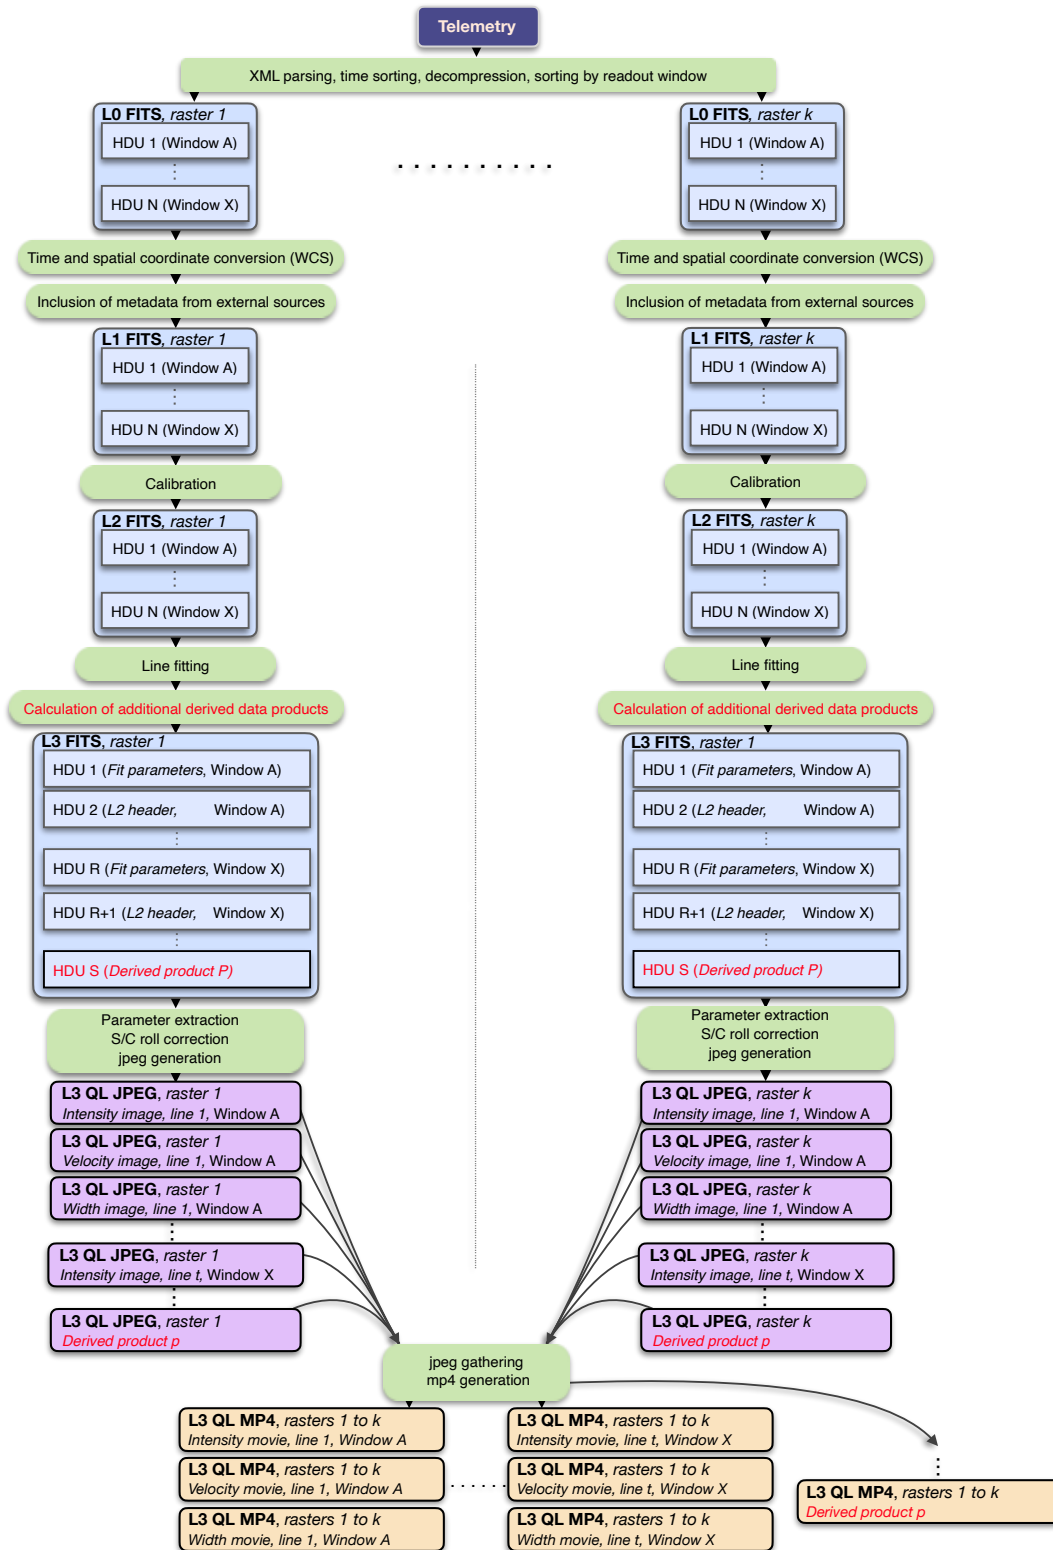 Telemetry
XML parsing, time sorting, decompression, sorting by readout window
L0 FITS, raster 1
HDU 1 (Window A)
HDU N (Window X)
L0 FITS, raster k
HDU 1 (Window A)
HDU N (Window X)
Time and spatial coordinate conversion (WCS)
Time and spatial coordinate conversion (WCS)
Inclusion of metadata from external sources
Inclusion of metadata from external sources
L1 FITS, raster 1
HDU 1 (Window A)
HDU N (Window X)
L1 FITS, raster k
HDU 1 (Window A)
HDU N (Window X)
Calibration
Calibration
L2 FITS, raster 1
HDU 1 (Window A)
HDU N (Window X)
L2 FITS, raster k
HDU 1 (Window A)
HDU N (Window X)
Line fitting
Line fitting
Calculation of additional derived data products
Calculation of additional derived data products
L3 FITS, raster 1
HDU 1 (Fit parameters, Window A)
HDU 2 (L2 header, Window A)
HDU R (Fit parameters, Window X)
HDU R+1 (L2 header, Window X)
HDU S (Derived product P)
L3 FITS, raster 1
HDU 1 (Fit parameters, Window A)
HDU 2 (L2 header, Window A)
HDU R (Fit parameters, Window X)
HDU R+1 (L2 header, Window X)
HDU S (Derived product P)
Parameter extraction
S/C roll correction
jpeg generation
Parameter extraction
S/C roll correction
jpeg generation
L3 QL JPEG, raster 1
Intensity image, line 1, Window A
L3 QL JPEG, raster 1
Velocity image, line 1, Window A
L3 QL JPEG, raster 1
Width image, line 1, Window A
L3 QL JPEG, raster 1
Intensity image, line t, Window X
L3 QL JPEG, raster 1
Derived product p
L3 QL JPEG, raster k
Intensity image, line 1, Window A
L3 QL JPEG, raster k
Velocity image, line 1, Window A
L3 QL JPEG, raster k
Width image, line 1, Window A
L3 QL JPEG, raster k
Intensity image, line t, Window X
L3 QL JPEG, raster k
Derived product p
jpeg gathering
mp4 generation
L3 QL MP4, rasters 1 to k
Intensity movie, line 1, Window A
L3 QL MP4, rasters 1 to k
Velocity movie, line 1, Window A
L3 QL MP4, rasters 1 to k
Width movie, line 1, Window A
L3 QL MP4, rasters 1 to k
Intensity movie, line t, Window X
L3 QL MP4, rasters 1 to k
Velocity movie, line t, Window X
L3 QL MP4, rasters 1 to k
Width movie, line t, Window X
L3 QL MP4, rasters 1 to k
Derived product p